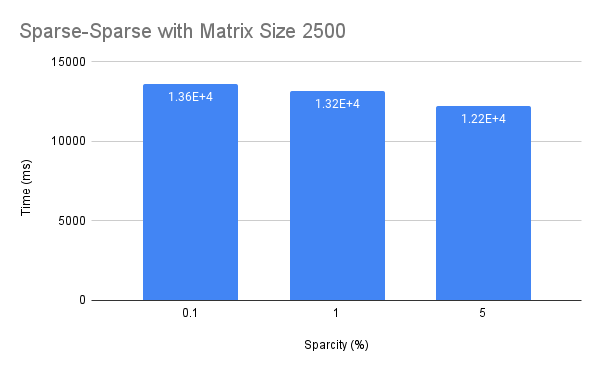 Sparse-Sparse with Matrix Size 2500
15000
10000
5000
0
Time (ms)
1.36E+4
1.32E+4
1.22E+4
0.1
1
5
Sparcity (%)